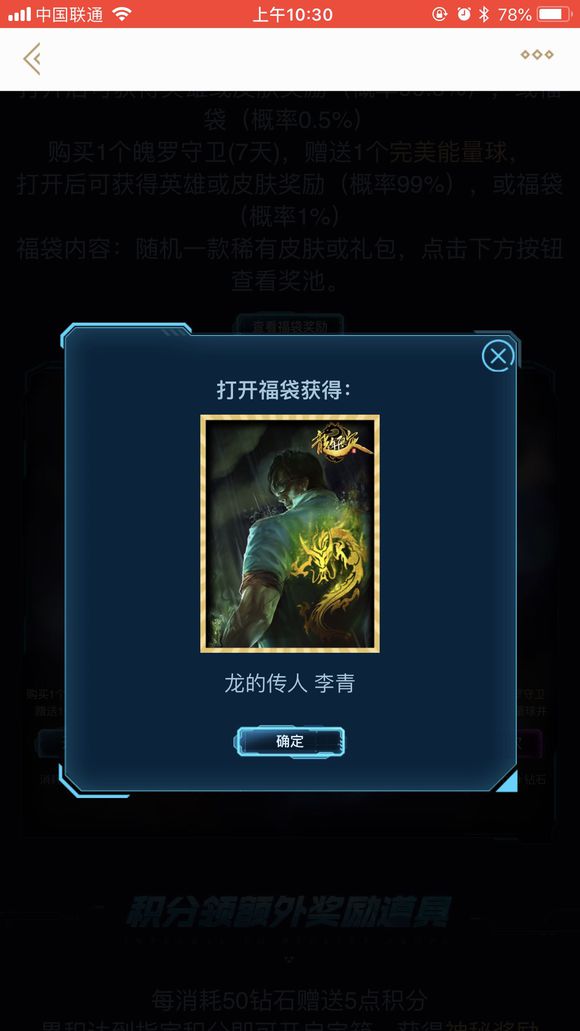 中国联通
上午10:30
78%
袋（概率0.5%）
购买1个魄罗守卫(7天)，赠送1个完美能量球，
打开后可获得英雄或皮肤奖励（概率99%），或福袋
（概率1%）
福袋内容：随机一款稀有皮肤或礼包，点击下方按钮
查看奖池。
查看福袋奖励
打开福袋获得：
龙的传人 李青
确定
积分领额外奖励道具
每消耗50钻石赠送5点积分